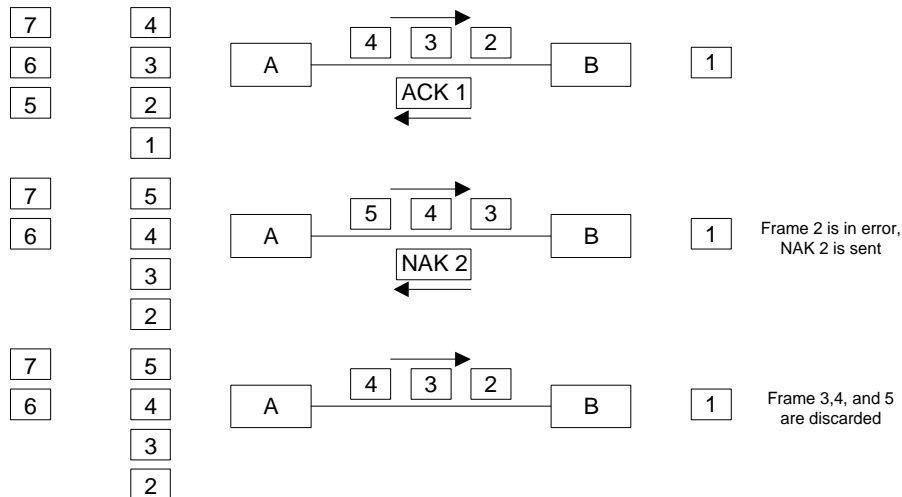 7 4
4 3 2
6 3 A B 1
5 2 ACK 1
1
7 5
5 4 3
6 4 A B 1 Frame 2 is in error,
NAK 2 is sent
3 NAK 2
2
7 5
4 3 2
6 4 A B 1 Frame 3,4, and 5
are discarded
3
2